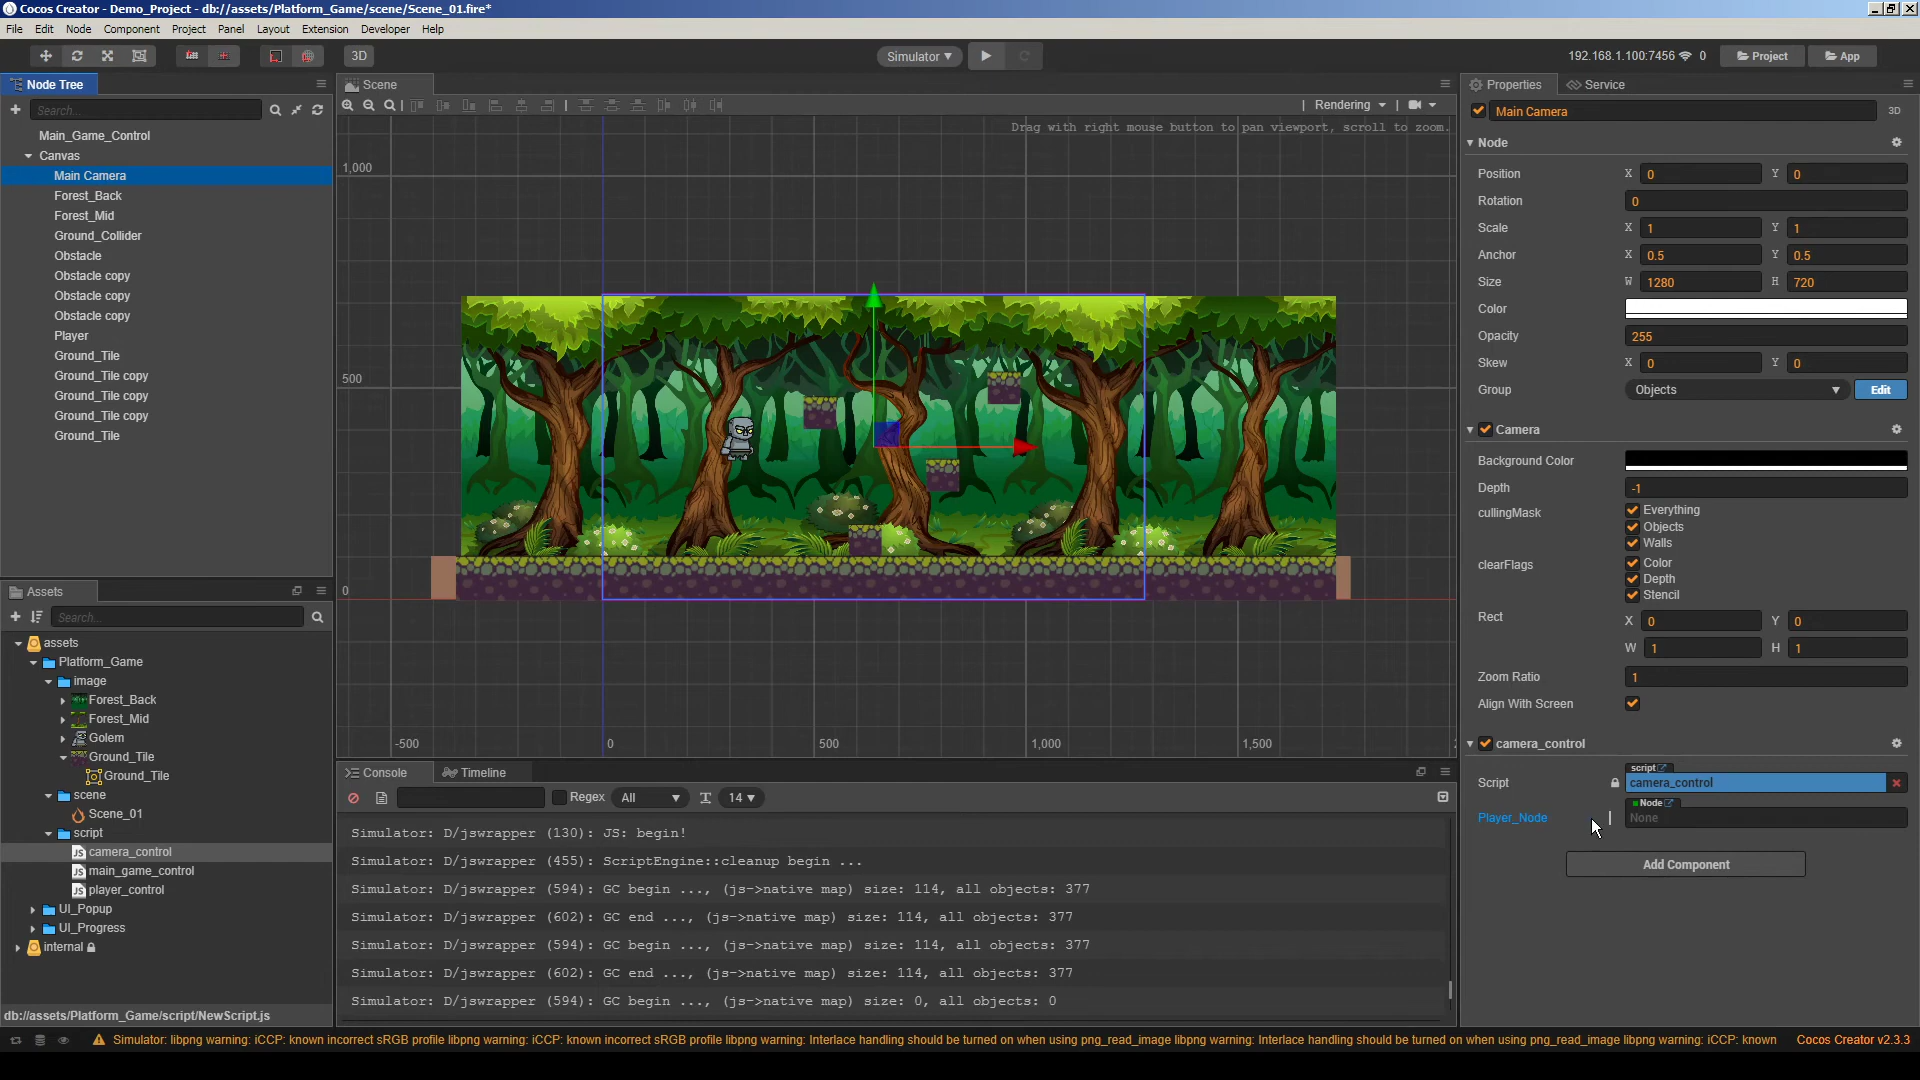 Cocos Creator - Demo_Project - db://assets/Platform_Game/scene/Scene_01.fire*
File Edit Node Component Project Panel Layout Extension Developer Help
3D
Simulator
192.168.1.100:7456 0
Project
App
Node Tree
Search...
Main_Game_Control
Canvas
Main Camera
Forest_Back
Forest_Mid
Ground_Collider
Obstacle
Obstacle copy
Obstacle copy
Obstacle copy
Player
Ground_Tile
Ground_Tile copy
Ground_Tile copy
Ground_Tile copy
Ground_Tile
Assets
Search...
assets
Platform_Game
image
Forest_Back
Forest_Mid
Golem
Ground_Tile
Ground_Tile
scene
Scene_01
script
JS camera_control
JS main_game_control
JS player_control
UI_Popup
UI_Progress
internal
db://assets/Platform_Game/script/NewScript.js
Scene
Rendering
Drag with right mouse button to pan viewport, scroll to zoom.
1,000
500
0
-500 0 500 1,000 1,500
Console Timeline
Regex All 14
Simulator: D/jswrapper (130): JS: begin!
Simulator: D/jswrapper (455): ScriptEngine::cleanup begin ...
Simulator: D/jswrapper (594): GC begin ..., (js->native map) size: 114, all objects: 377
Simulator: D/jswrapper (602): GC end ..., (js->native map) size: 114, all objects: 377
Simulator: D/jswrapper (594): GC begin ..., (js->native map) size: 114, all objects: 377
Simulator: D/jswrapper (602): GC end ..., (js->native map) size: 114, all objects: 377
Simulator: D/jswrapper (594): GC begin ..., (js->native map) size: 0, all objects: 0
Properties Service
Main Camera 3D
Node
Position X 0 Y 0
Rotation 0
Scale X 1 Y 1
Anchor X 0.5 Y 0.5
Size W 1280 H 720
Color
Opacity 255
Skew X 0 Y 0
Group Objects Edit
Camera
Background Color
Depth -1
cullingMask Everything
Objects
Walls
clearFlags Color
Depth
Stencil
Rect X 0 Y 0
W 1 H 1
Zoom Ratio 1
Align With Screen
camera_control
script
Script camera_control
Node
Player_Node None
Add Component
Simulator: libpng warning: iCCP: known incorrect sRGB profile libpng warning: iCCP: known incorrect sRGB profile libpng warning: Interlace handling should be turned on when using png_read_image libpng warning: Interlace handling should be turned on when using png_read_image libpng warning: iCCP: known
Cocos Creator v2.3.3